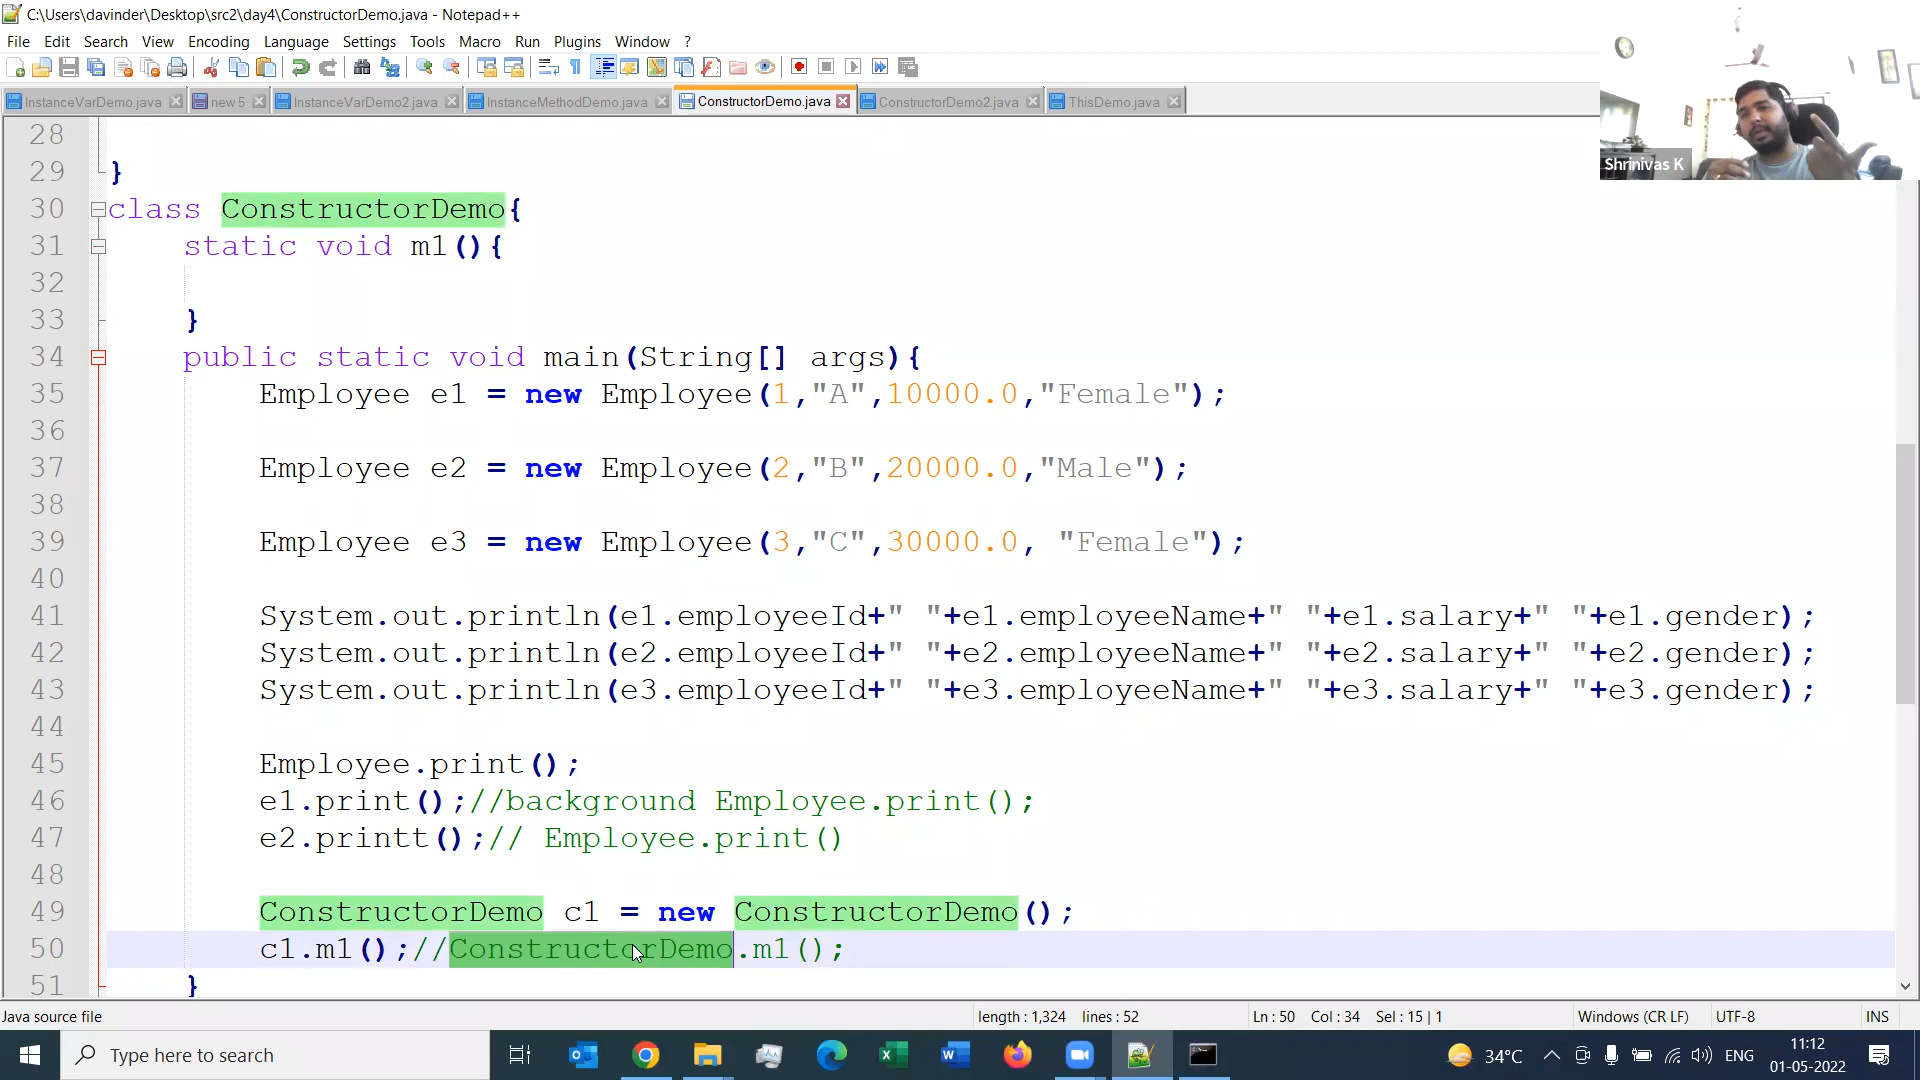 C:\Users\davinder\Desktop\src2\day4\ConstructorDemo.java - Notepad++
File Edit Search View Encoding Language Settings Tools Macro Run Plugins Window ?
InstanceVarDemo.java new 5 InstanceVarDemo2.java InstanceMethodDemo.java ConstructorDemo.java ConstructorDemo2.java ThisDemo.java
Shrinivas K
28
29 }
30 class ConstructorDemo{
31 static void m1(){
32
33 }
34 public static void main(String[] args){
35 Employee e1 = new Employee(1,"A",10000.0,"Female");
36
37 Employee e2 = new Employee(2,"B",20000.0,"Male");
38
39 Employee e3 = new Employee(3,"C",30000.0, "Female");
40
41 System.out.println(e1.employeeId+" "+e1.employeeName+" "+e1.salary+" "+e1.gender);
42 System.out.println(e2.employeeId+" "+e2.employeeName+" "+e2.salary+" "+e2.gender);
43 System.out.println(e3.employeeId+" "+e3.employeeName+" "+e3.salary+" "+e3.gender);
44
45 Employee.print();
46 e1.print();//background Employee.print();
47 e2.printt();// Employee.print()
48
49 ConstructorDemo c1 = new ConstructorDemo();
50 c1.m1();//ConstructorDemo.m1();
51 }
Java source file length : 1,324 lines : 52 Ln : 50 Col : 34 Sel : 15 | 1 Windows (CR LF) UTF-8 INS
Type here to search 34°C ENG 11:12
01-05-2022